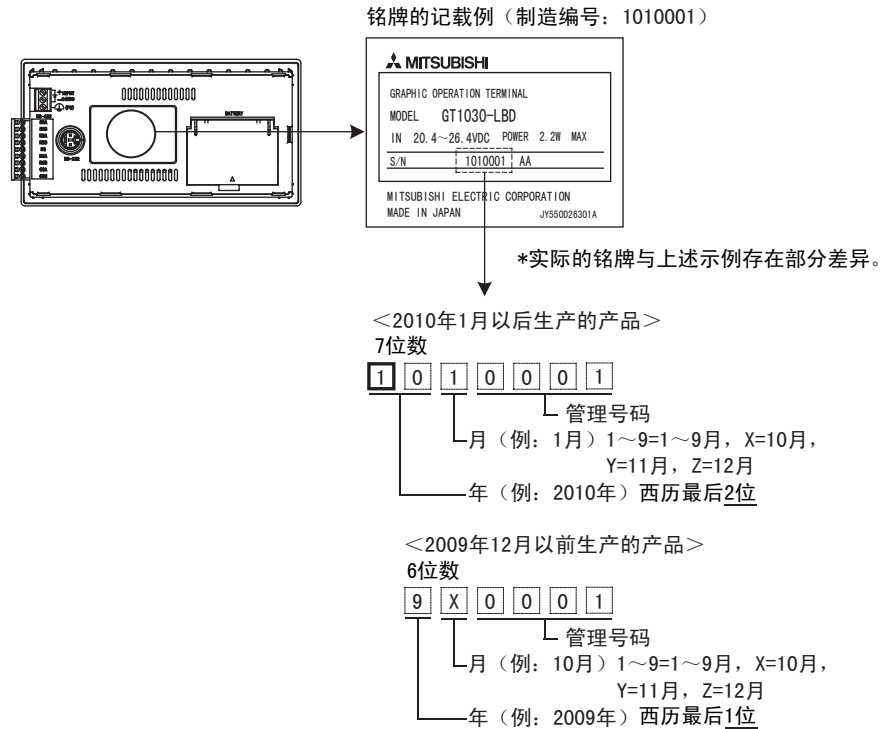 铭牌的记载例（制造编号：1010001）
INPUT
BATTERY
MITSUBISHI
GRAPHIC OPERATION TERMINAL
MODEL GT1030-LBD
IN 20.4～26.4VDC POWER 2.2W MAX
S/N 1010001 AA
MITSUBISHI ELECTRIC CORPORATION
MADE IN JAPAN JY550D26301A
*实际的铭牌与上述示例存在部分差异。
＜2010年1月以后生产的产品＞
7位数
1 0 1 0 0 0 1
管理号码
月（例：1月）1～9=1～9月，X=10月，
Y=11月，Z=12月
年（例：2010年）西历最后2位
＜2009年12月以前生产的产品＞
6位数
9 X 0 0 0 1
管理号码
月（例：10月）1～9=1～9月，X=10月，
Y=11月，Z=12月
年（例：2009年）西历最后1位